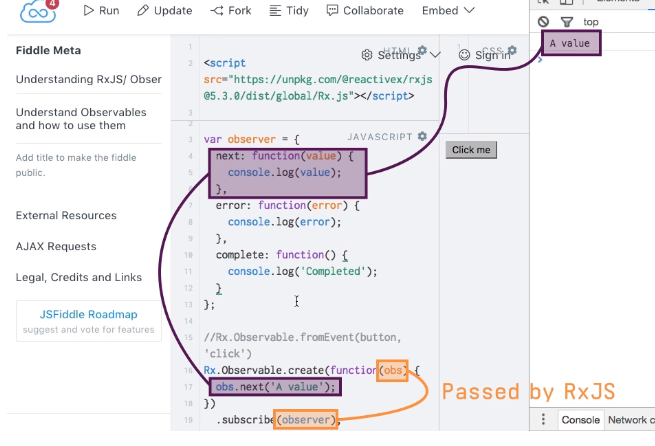 4
Run
Update
Fork
Tidy
Collaborate
Embed
top
Fiddle Meta
Understanding RxJS/ Obser
Understand Observables
and how to use them
Add title to make the fiddle
public.
External Resources
AJAX Requests
Legal, Credits and Links
JSFiddle Roadmap
suggest and vote for features
Settings
HTML
CSS
Sign in
1
2 <script
src="https://unpkg.com/@reactivex/rxjs
@5.3.0/dist/global/Rx.js"></script>
3
2
3 var observer = {
JAVASCRIPT
4 next: function(value) {
5 console.log(value);
6 },
7 error: function(error) {
8 console.log(error);
9 },
10 complete: function() {
11 console.log('Completed');
12 }
13 };
14
15 //Rx.Observable.fromEvent(button,
'click')
16 Rx.Observable.create(function(obs) {
17 obs.next('A value');
18 })
19 .subscribe(observer);
Click me
A value
Passed by RxJS
Console
Network c